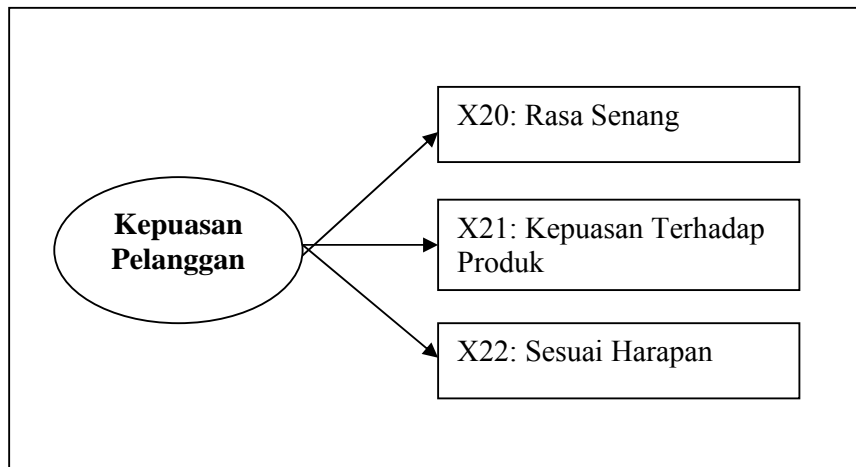 X20: Rasa Senang
Kepuasan
Pelanggan
X21: Kepuasan Terhadap
Produk
X22: Sesuai Harapan